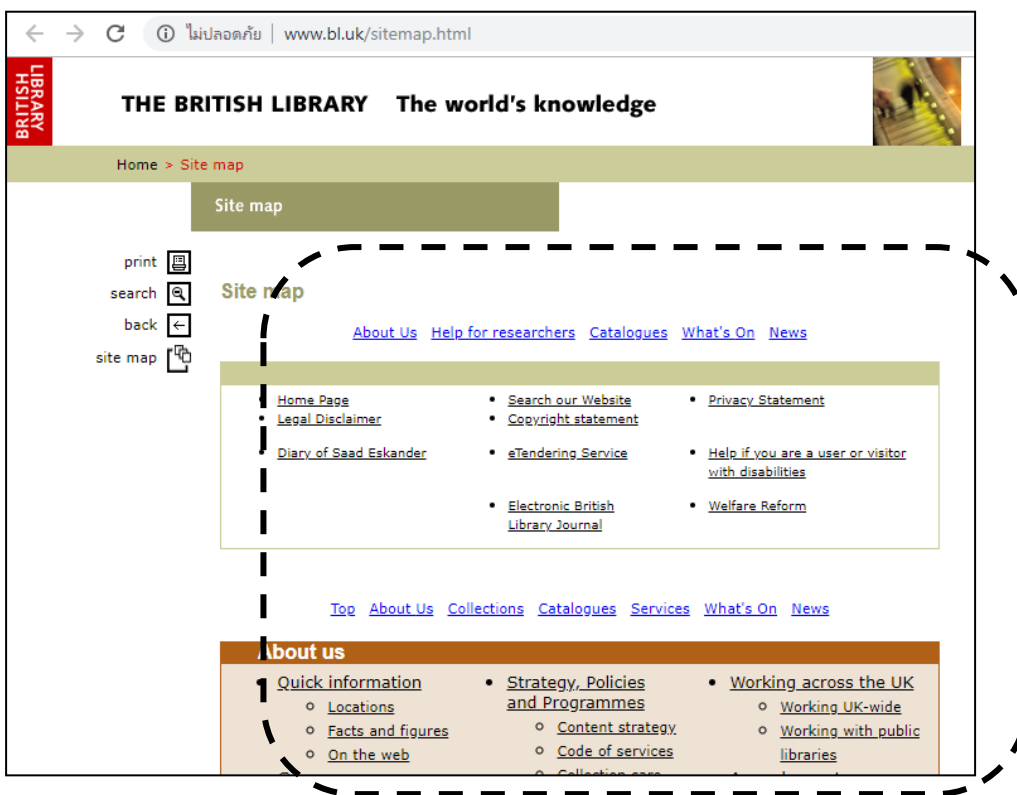 ไม่ปลอดภัย | www.bl.uk/sitemap.html
BRITISH
LIBRARY
THE BRITISH LIBRARY The world's knowledge
Home > Site map
Site map
print
search
back
site map
Site map
About Us Help for researchers Catalogues What's On News
• Home Page
• Legal Disclaimer
• Diary of Saad Eskander
• Search our Website
• Copyright statement
• eTendering Service
• Electronic British
Library Journal
• Privacy Statement
• Help if you are a user or visitor
with disabilities
• Welfare Reform
Top About Us Collections Catalogues Services What's On News
About us
• Quick information
Locations
Facts and figures
On the web
• Strategy, Policies
and Programmes
Content strategy
Code of services
Collection care
• Working across the UK
Working UK-wide
Working with public
libraries